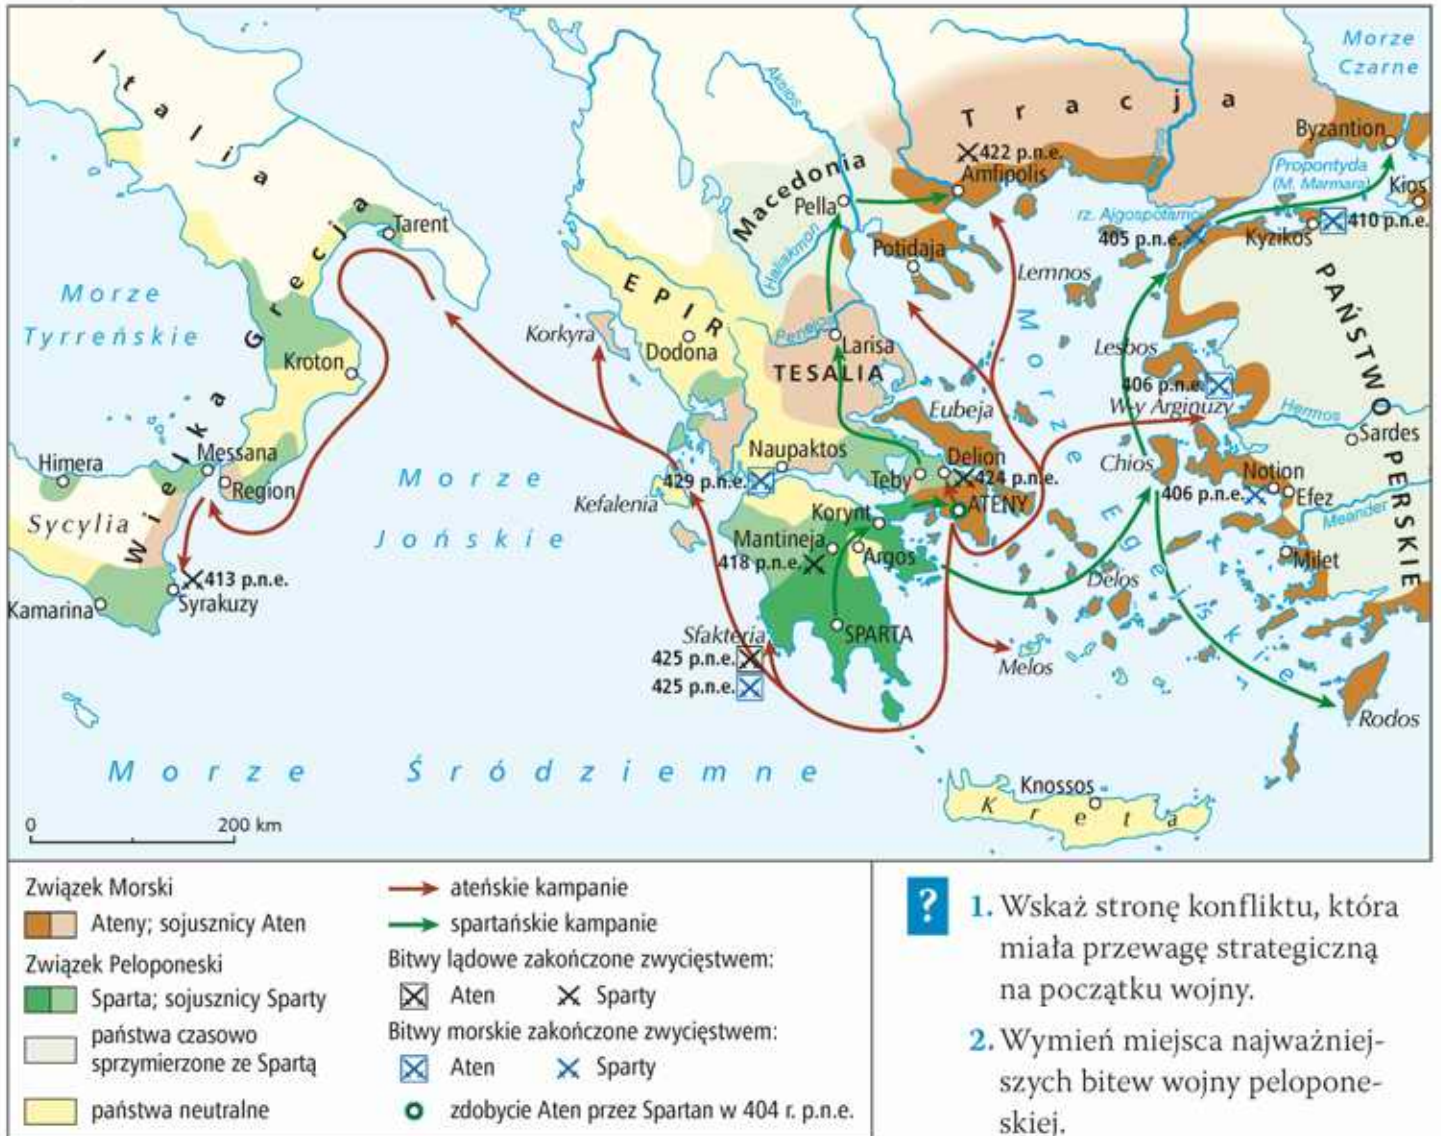 Italia
Wielka Grecja
Morze
Tyrreńskie
Tarent
Kroton
Messana
Region
Himera
Sycylia
Kamarina
413 p.n.e.
Syrakuzy
Morze
Jońskie
Morze Śródziemne
0 200 km
Aksios
Macedonia
Pella
Haliakmon
EPIR
Korkyra
Dodona
Penejos
Larisa
TESALIA
Naupaktos
429 p.n.e.
Kefalenia
Teby
Delion
424 p.n.e.
ATENY
Korynt
Mantineja
418 p.n.e.
Argos
SPARTA
Sfakteria
425 p.n.e.
425 p.n.e.
Eubeja
Tracja
422 p.n.e.
Amfipolis
Potidaja
Lemnos
Morze Egejskie
Morze
Czarne
Byzantion
Propontyda
(M. Marmara)
Kios
rz. Ajgospotamoi
405 p.n.e.
Kyzikos
410 p.n.e.
PAŃSTWO PERSKIE
Lesbos
406 p.n.e.
W-y Arginuzy
Hermos
Sardes
Chios
Notion
406 p.n.e.
Efez
Meander
Milet
Delos
Melos
Rodos
Knossos
Kreta
Związek Morski
Ateny; sojusznicy Aten
Związek Peloponeski
Sparta; sojusznicy Sparty
państwa czasowo
sprzymierzone ze Spartą
państwa neutralne
ateńskie kampanie
spartańskie kampanie
Bitwy lądowe zakończone zwycięstwem:
Aten Sparty
Bitwy morskie zakończone zwycięstwem:
Aten Sparty
zdobycie Aten przez Spartan w 404 r. p.n.e.
?
1. Wskaż stronę konfliktu, która
miała przewagę strategiczną
na początku wojny.
2. Wymień miejsca najważniej-
szych bitew wojny pelopone-
skiej.